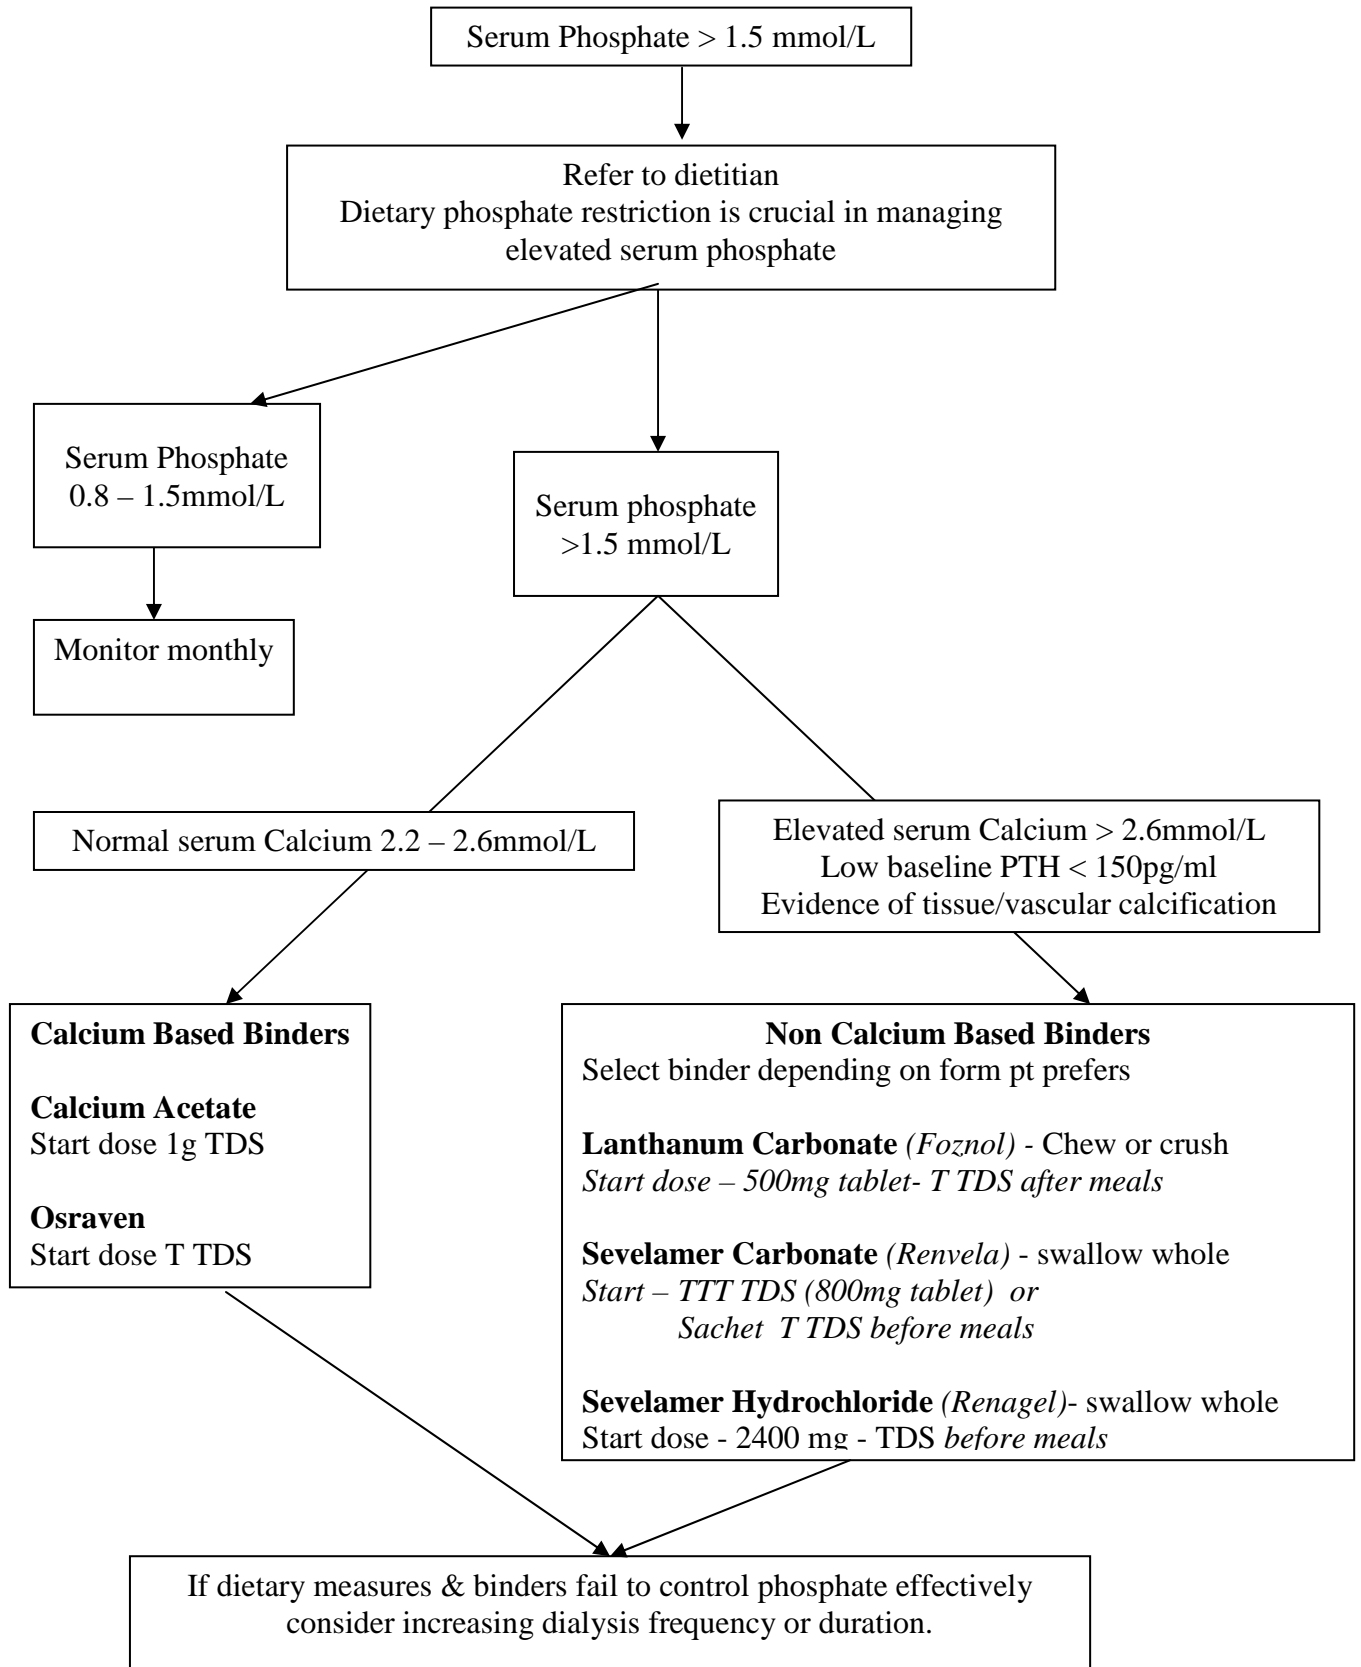 Serum Phosphate > 1.5 mmol/L
Refer to dietitian
Dietary phosphate restriction is crucial in managing
elevated serum phosphate
Serum Phosphate
0.8 – 1.5mmol/L
Serum phosphate
>1.5 mmol/L
Monitor monthly
Normal serum Calcium 2.2 – 2.6mmol/L
Elevated serum Calcium > 2.6mmol/L
Low baseline PTH < 150pg/ml
Evidence of tissue/vascular calcification
Calcium Based Binders
Calcium Acetate
Start dose 1g TDS
Osraven
Start dose T TDS
Non Calcium Based Binders
Select binder depending on form pt prefers
Lanthanum Carbonate (Foznol) - Chew or crush
Start dose – 500mg tablet- T TDS after meals
Sevelamer Carbonate (Renvela) - swallow whole
Start – TTT TDS (800mg tablet) or
Sachet T TDS before meals
Sevelamer Hydrochloride (Renagel)- swallow whole
Start dose - 2400 mg - TDS before meals
If dietary measures & binders fail to control phosphate effectively
consider increasing dialysis frequency or duration.